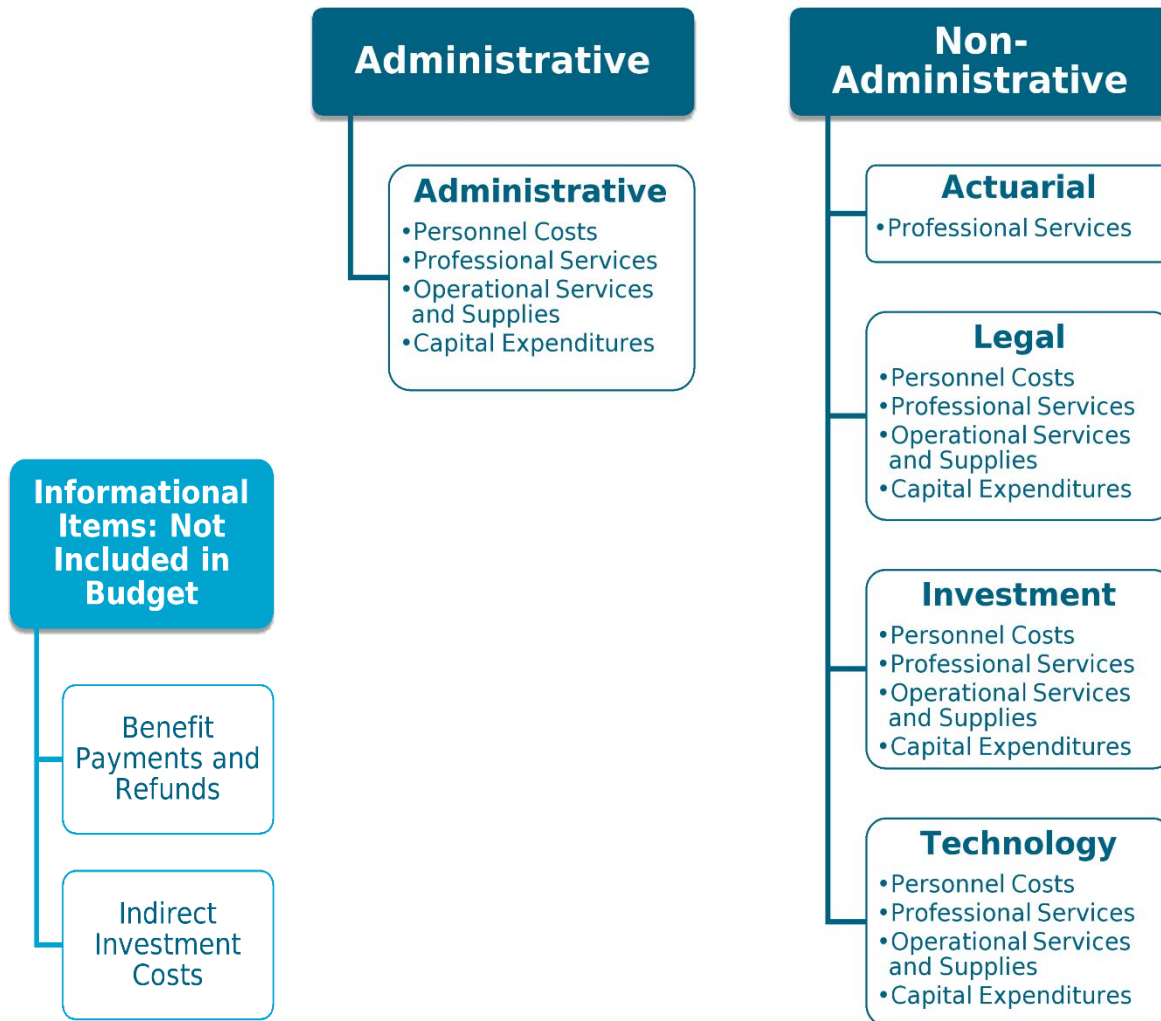 Administrative
Administrative
•Personnel Costs
•Professional Services
•Operational Services
and Supplies
•Capital Expenditures
Non-
Administrative
Actuarial
•Professional Services
Legal
•Personnel Costs
•Professional Services
•Operational Services
and Supplies
•Capital Expenditures
Investment
•Personnel Costs
•Professional Services
•Operational Services
and Supplies
•Capital Expenditures
Technology
•Personnel Costs
•Professional Services
•Operational Services
and Supplies
•Capital Expenditures
Informational
Items: Not
Included in
Budget
Benefit
Payments and
Refunds
Indirect
Investment
Costs